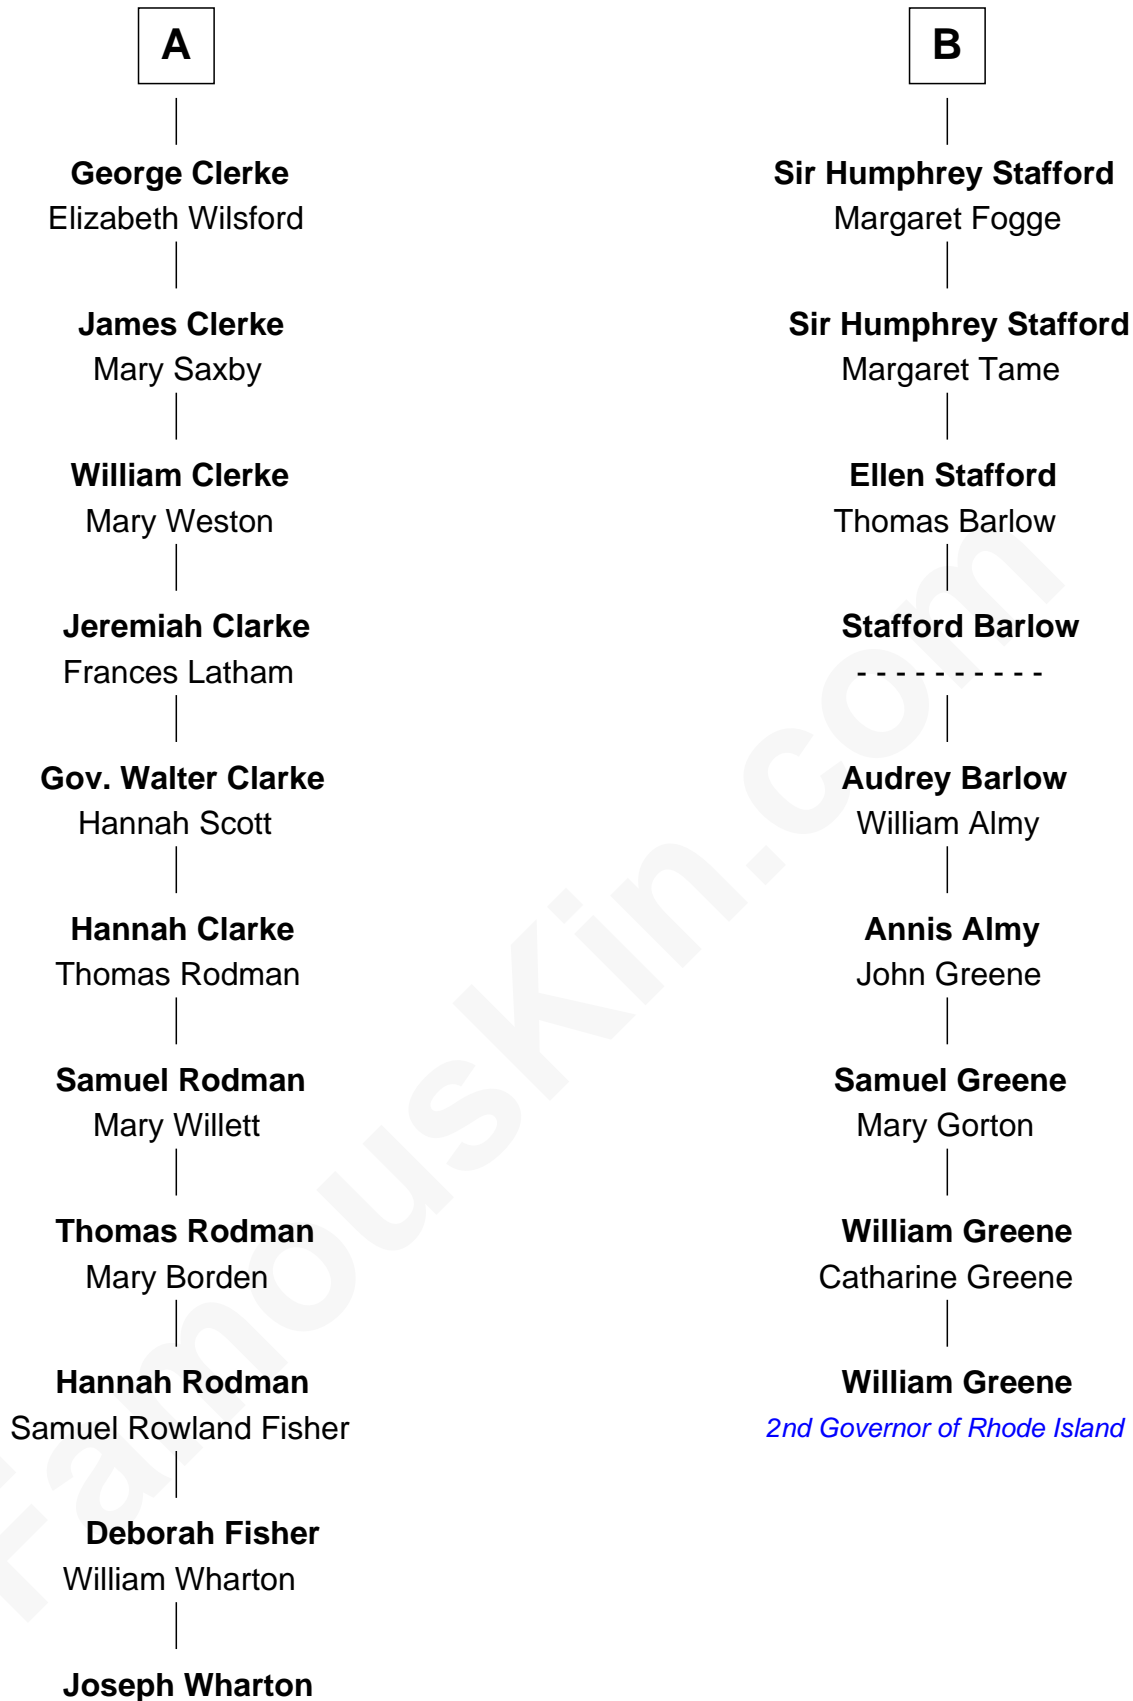 A
George Clerke
Elizabeth Wilsford
James Clerke
Mary Saxby
William Clerke
Mary Weston
Jeremiah Clarke
Frances Latham
Gov. Walter Clarke
Hannah Scott
Hannah Clarke
Thomas Rodman
Samuel Rodman
Mary Willett
Thomas Rodman
Mary Borden
Hannah Rodman
Samuel Rowland Fisher
Deborah Fisher
William Wharton
Joseph Wharton
B
Sir Humphrey Stafford
Margaret Fogge
Sir Humphrey Stafford
Margaret Tame
Ellen Stafford
Thomas Barlow
Stafford Barlow
- - - - - - - - - -
Audrey Barlow
William Almy
Annis Almy
John Greene
Samuel Greene
Mary Gorton
William Greene
Catharine Greene
William Greene
2nd Governor of Rhode Island
FamousKin.com